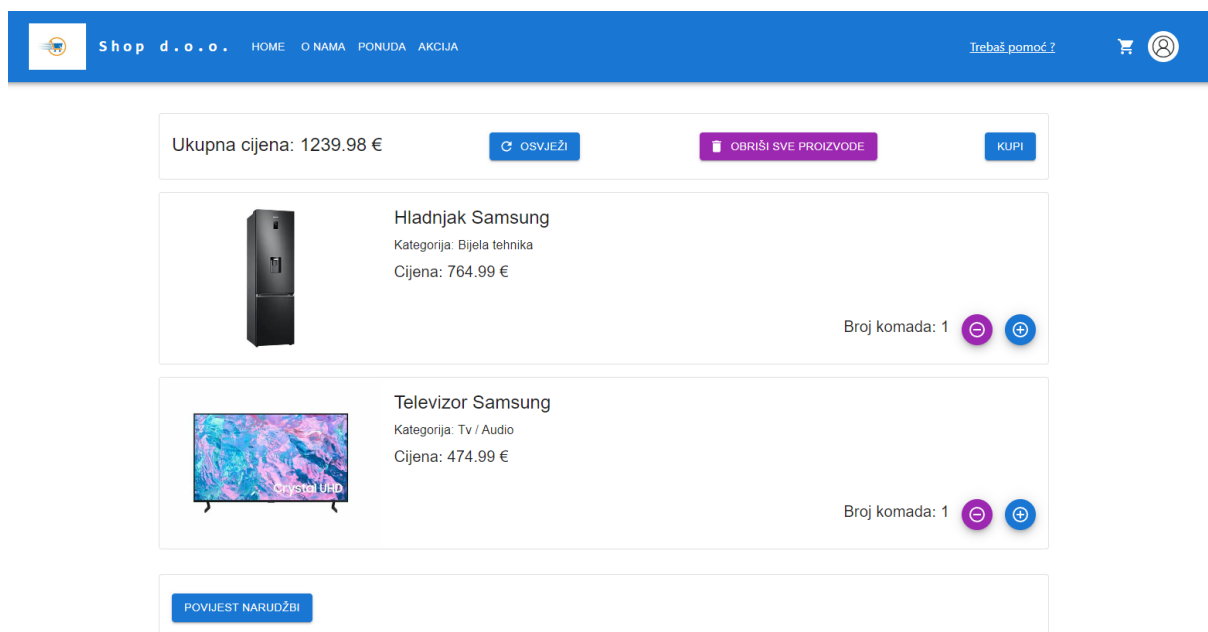 Shop d.o.o. HOME O NAMA PONUDA AKCIJA Trebaš pomoć ?
Ukupna cijena: 1239.98 € OSVJEŽI OBRIŠI SVE PROIZVODE KUPI
Hladnjak Samsung
Kategorija: Bijela tehnika
Cijena: 764.99 €
Broj komada: 1
Televizor Samsung
Kategorija: Tv / Audio
Cijena: 474.99 €
Crystal UHD
Broj komada: 1
POVIJEST NARUDŽBI